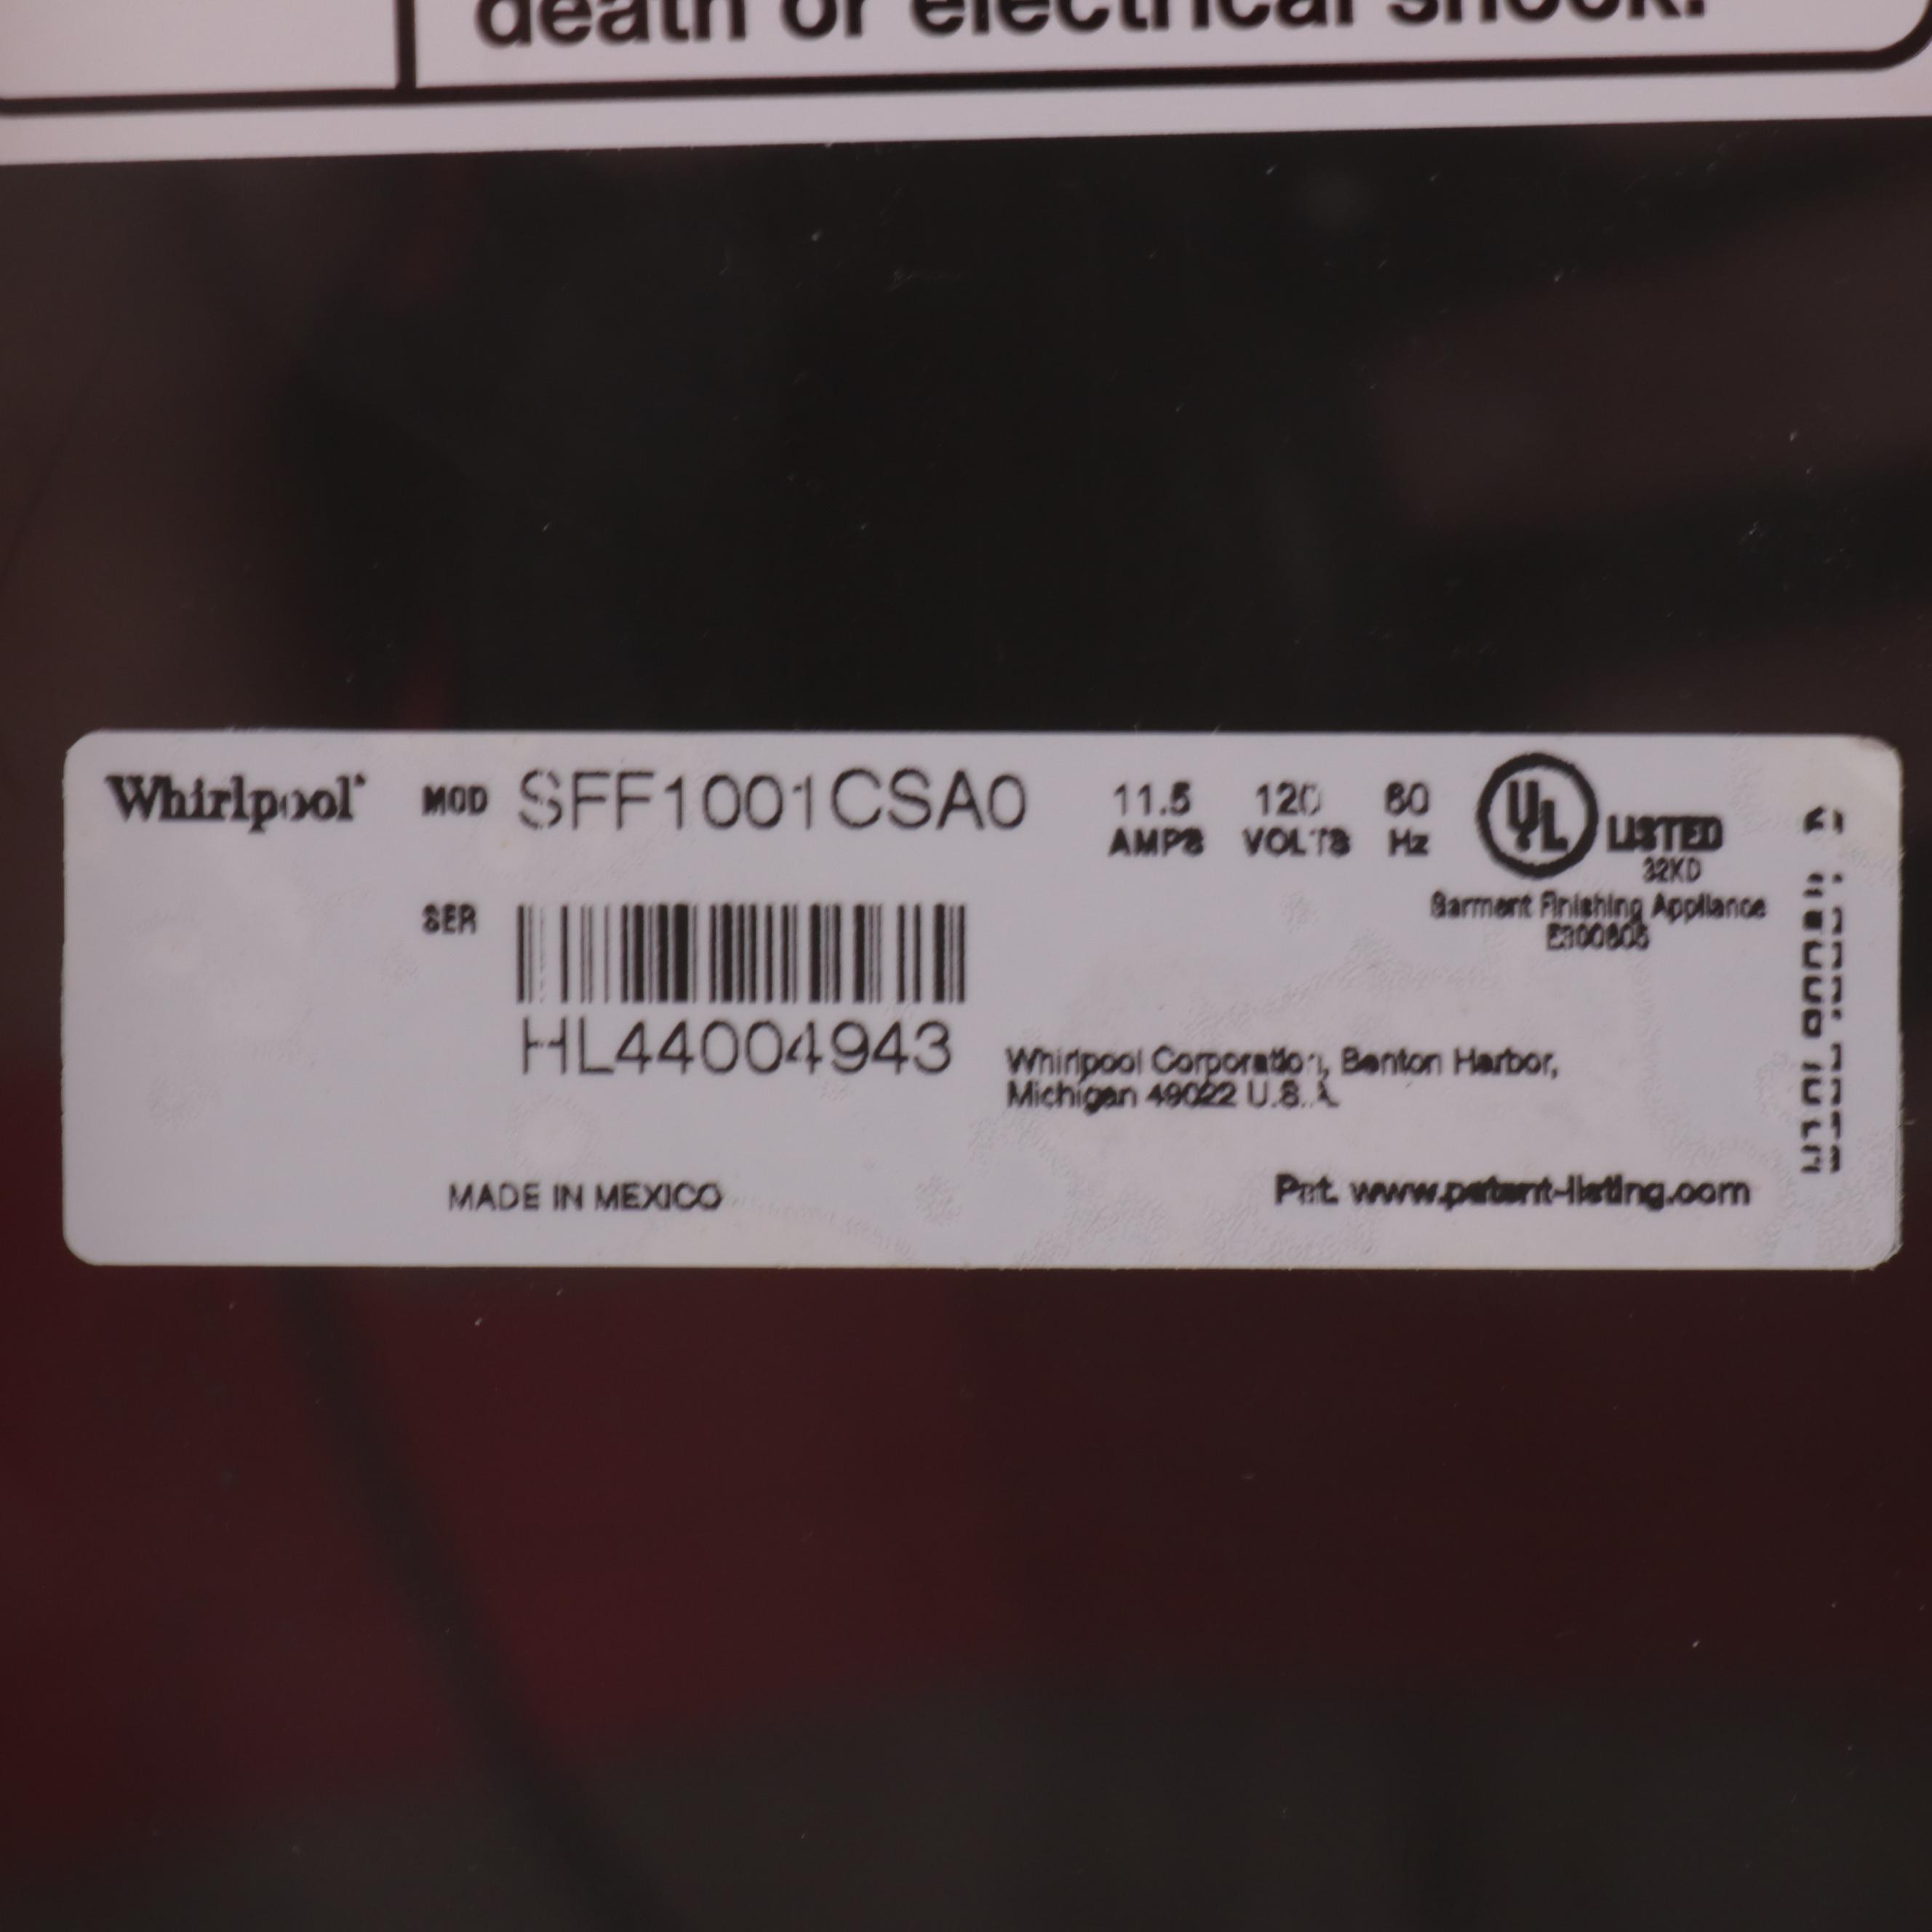 death or electrical shock.
Whirlpool
MOD SFF1001CSA0
11.5 AMPS
120 VOLTS
60 Hz
UL LISTED
32KD
Garment Finishing Appliance
SER
HL44004943
Whirlpool Corporation, Benton Harbor,
Michigan 49022 U.S.A.
MADE IN MEXICO
Pat. www.patent-listing.com